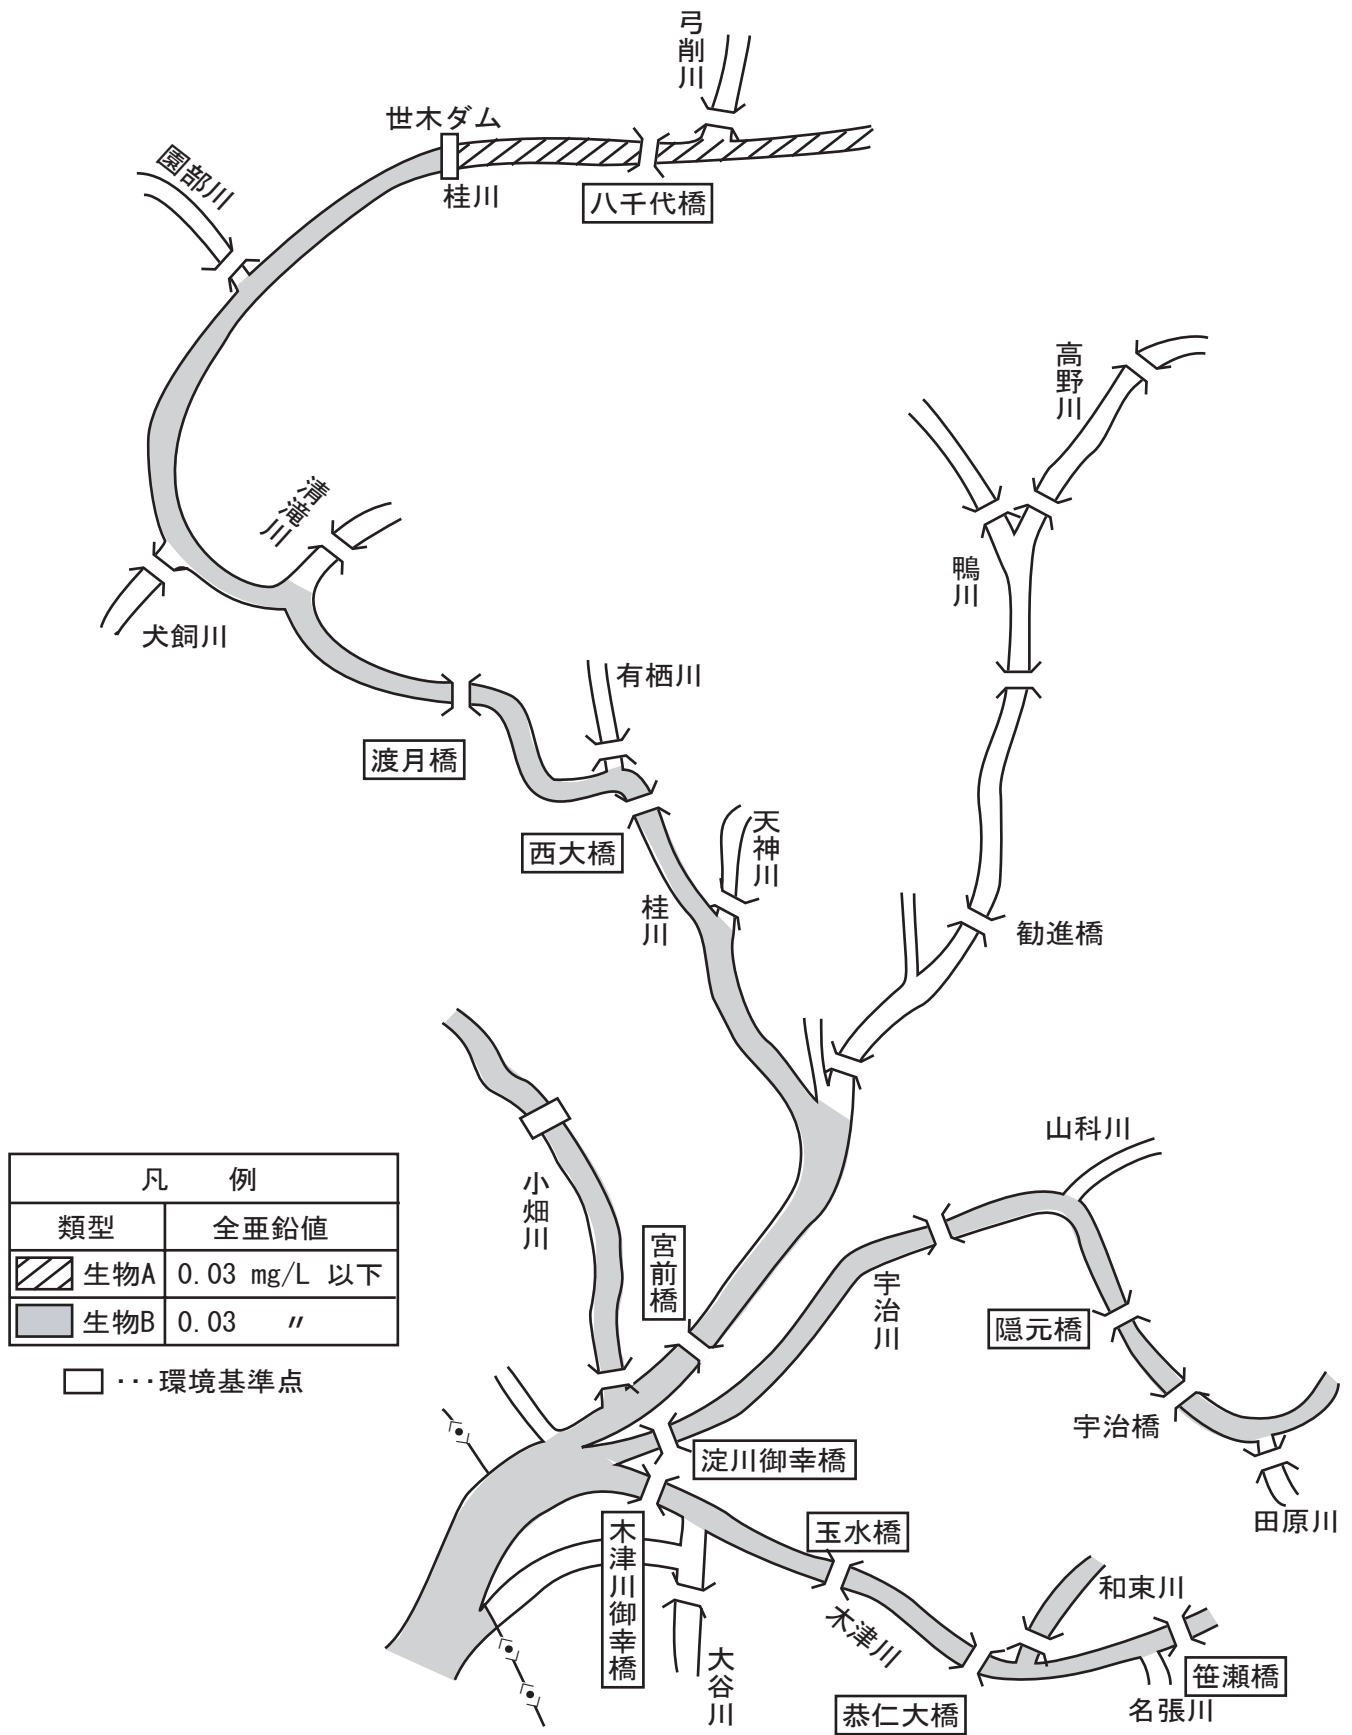 弓削川
世木ダム
園部川
桂川
八千代橋
高野川
清滝川
鴨川
犬飼川
有栖川
渡月橋
西大橋
天神川
桂川
勧進橋
山科川
凡　　例
類型　全亜鉛値
生物A　0.03 mg/L 以下
生物B　0.03　〃
…環境基準点
小畑川
宮前橋
宇治川
隠元橋
宇治橋
淀川御幸橋
田原川
木津川御幸橋
玉水橋
和束川
木津川
大谷川
恭仁大橋
笹瀬橋
名張川